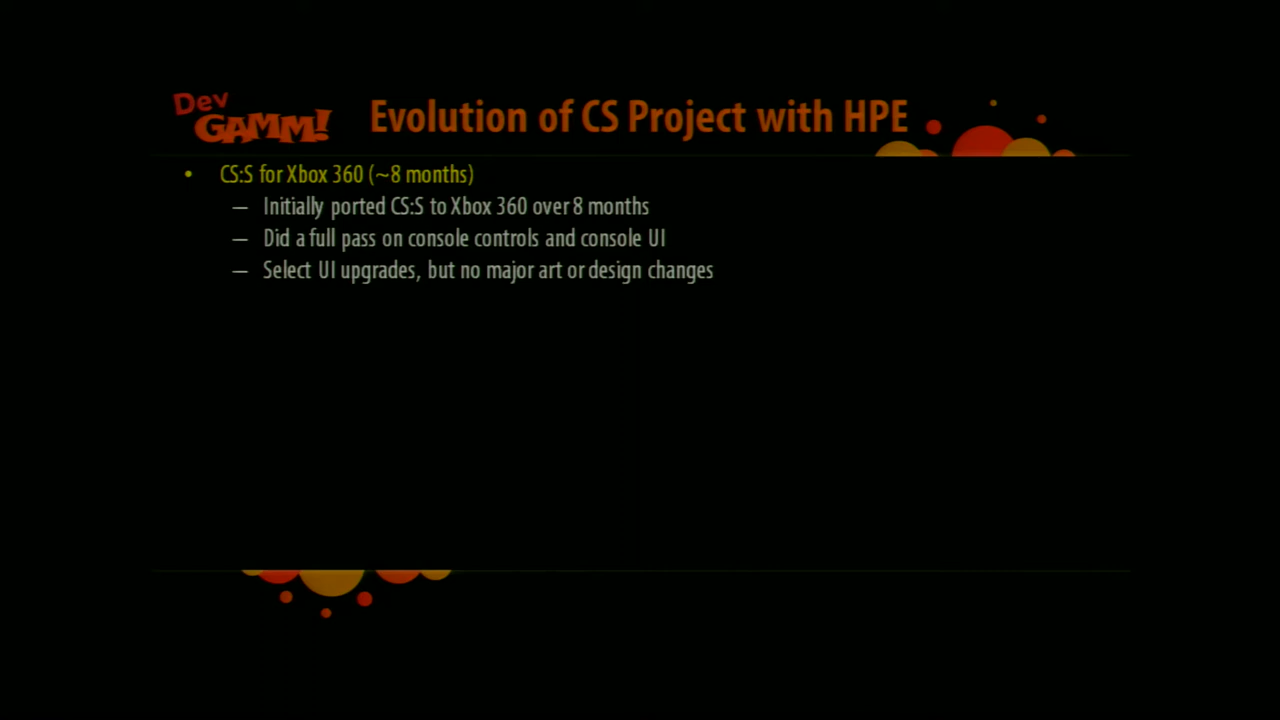 Dev
GAMM!
Evolution of CS Project with HPE
• CS:S for Xbox 360 (~8 months)
– Initially ported CS:S to Xbox 360 over 8 months
– Did a full pass on console controls and console UI
– Select UI upgrades, but no major art or design changes